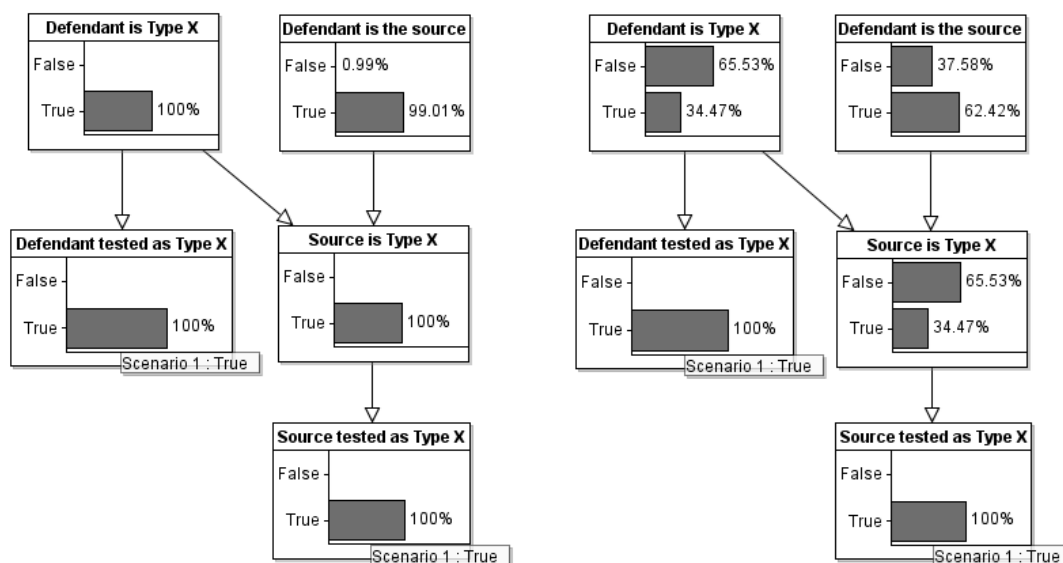 Defendant is Type X
False
True
100%
Defendant is the source
0.99%
99.01%
Defendant tested as Type X
False
True
100%
Scenario 1 : True
Source is Type X
False
True
100%
Source tested as Type X
False
True
100%
Scenario 1 : True
Defendant is Type X
False
65.53%
True
34.47%
Defendant is the source
False
37.58%
True
62.42%
Defendant tested as Type X
False
True
100%
Scenario 1 : True
Source is Type X
False
65.53%
True
34.47%
Source tested as Type X
False
True
100%
Scenario 1 : True